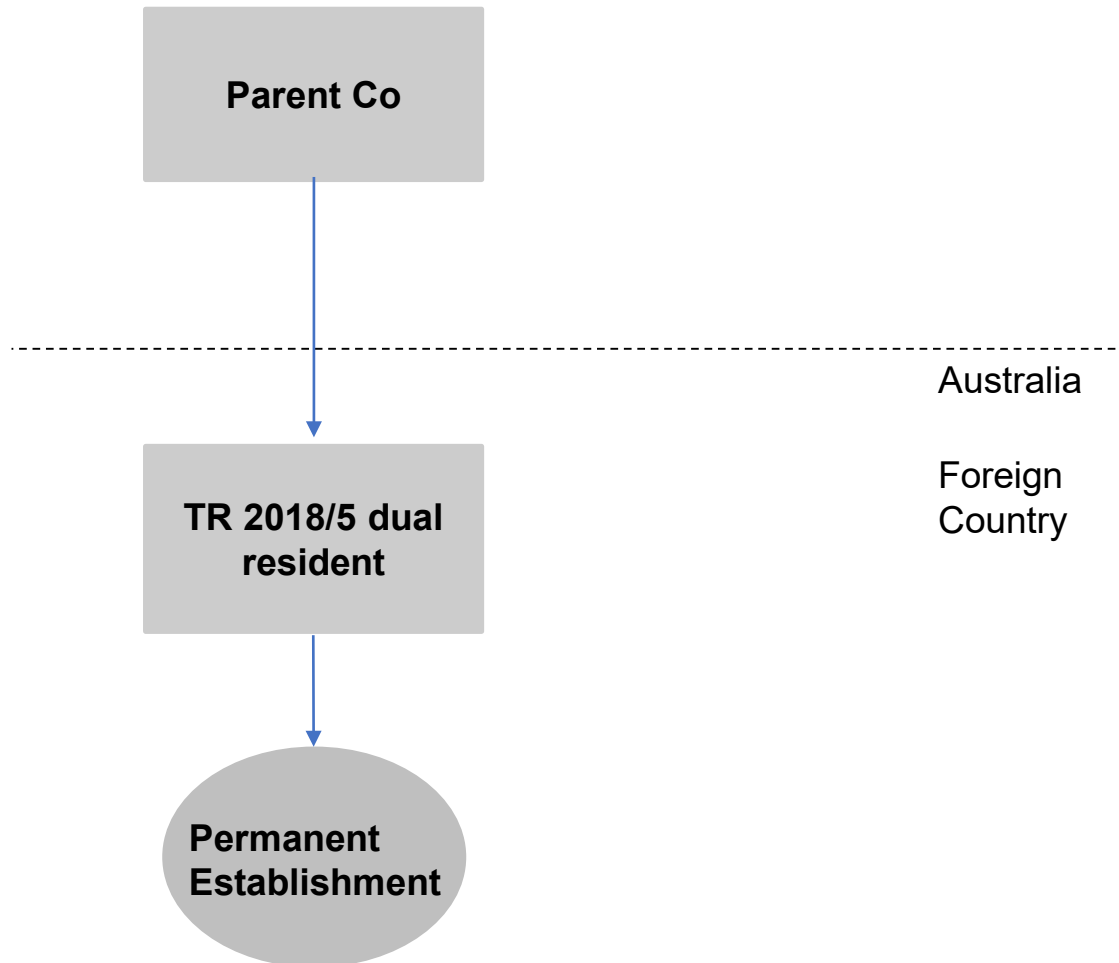 Parent Co
Australia
Foreign
Country
TR 2018/5 dual
resident
Permanent
Establishment